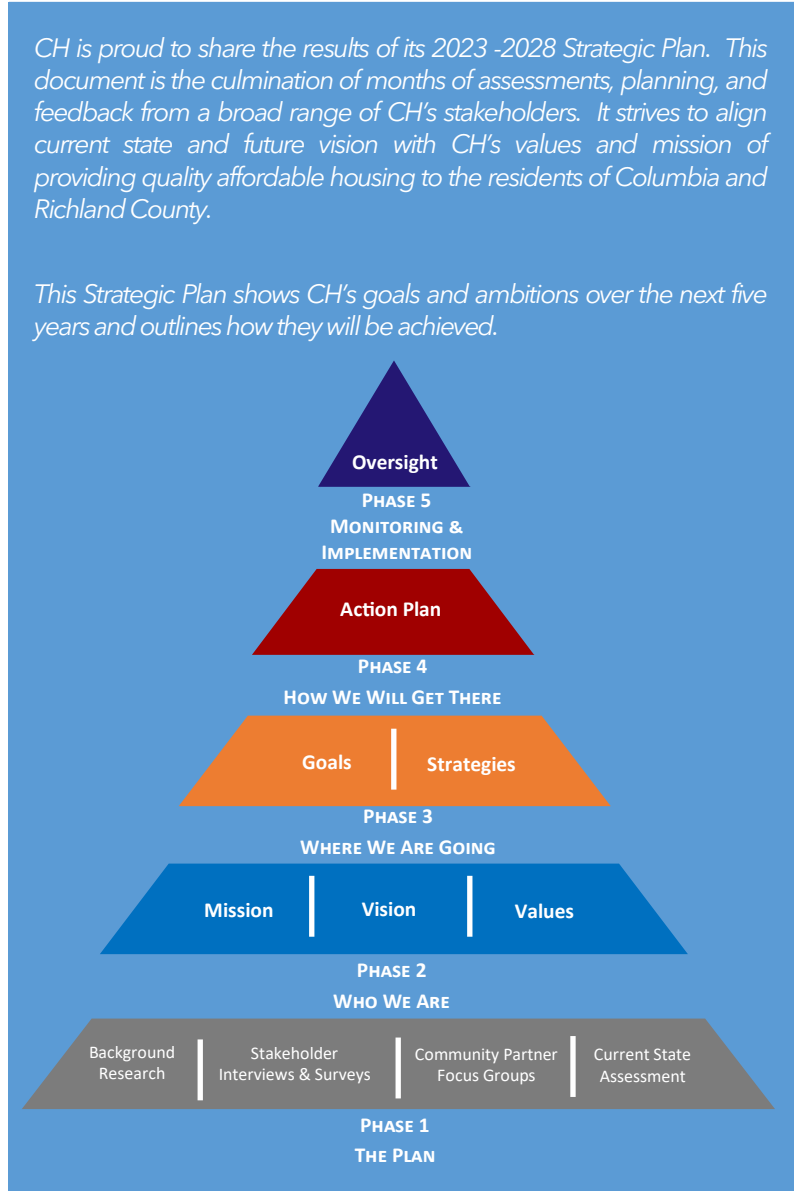 CH is proud to share the results of its 2023 -2028 Strategic Plan. This
document is the culmination of months of assessments, planning, and
feedback from a broad range of CH's stakeholders. It strives to align
current state and future vision with CH's values and mission of
providing quality affordable housing to the residents of Columbia and
Richland County.
This Strategic Plan shows CH's goals and ambitions over the next five
years and outlines how they will be achieved.
Oversight
PHASE 5
MONITORING &
IMPLEMENTATION
Action Plan
PHASE 4
HOW WE WILL GET THERE
Goals
Strategies
PHASE 3
WHERE WE ARE GOING
Mission
Vision
Values
PHASE 2
WHO WE ARE
Background
Research
Stakeholder
Interviews & Surveys
Community Partner
Focus Groups
Current State
Assessment
PHASE 1
THE PLAN